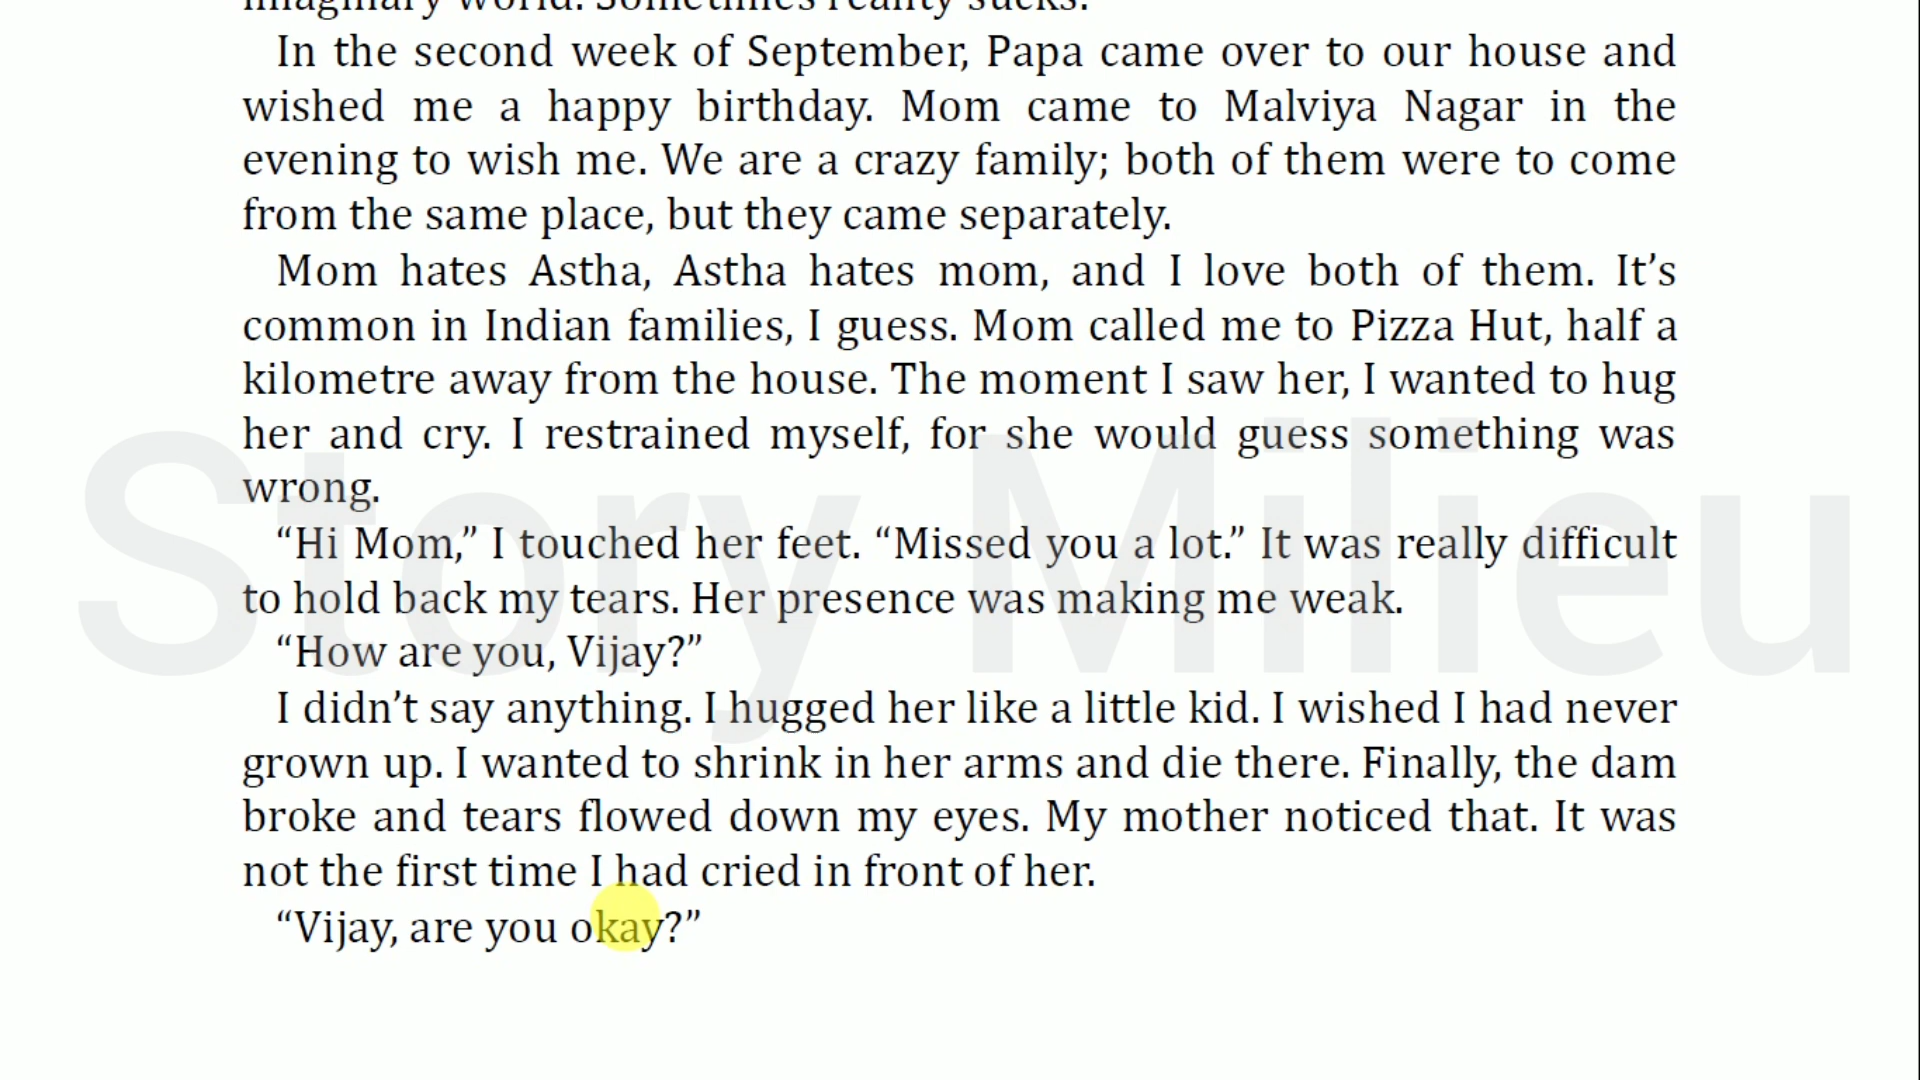 imaginary world. Sometimes reality sucks.
In the second week of September, Papa came over to our house and
wished me a happy birthday. Mom came to Malviya Nagar in the
evening to wish me. We are a crazy family; both of them were to come
from the same place, but they came separately.
Mom hates Astha, Astha hates mom, and I love both of them. It’s
common in Indian families, I guess. Mom called me to Pizza Hut, half a
kilometre away from the house. The moment I saw her, I wanted to hug
her and cry. I restrained myself, for she would guess something was
wrong.
“Hi Mom,” I touched her feet. “Missed you a lot.” It was really difficult
to hold back my tears. Her presence was making me weak.
“How are you, Vijay?”
I didn’t say anything. I hugged her like a little kid. I wished I had never
grown up. I wanted to shrink in her arms and die there. Finally, the dam
broke and tears flowed down my eyes. My mother noticed that. It was
not the first time I had cried in front of her.
“Vijay, are you okay?”
Story Milieu